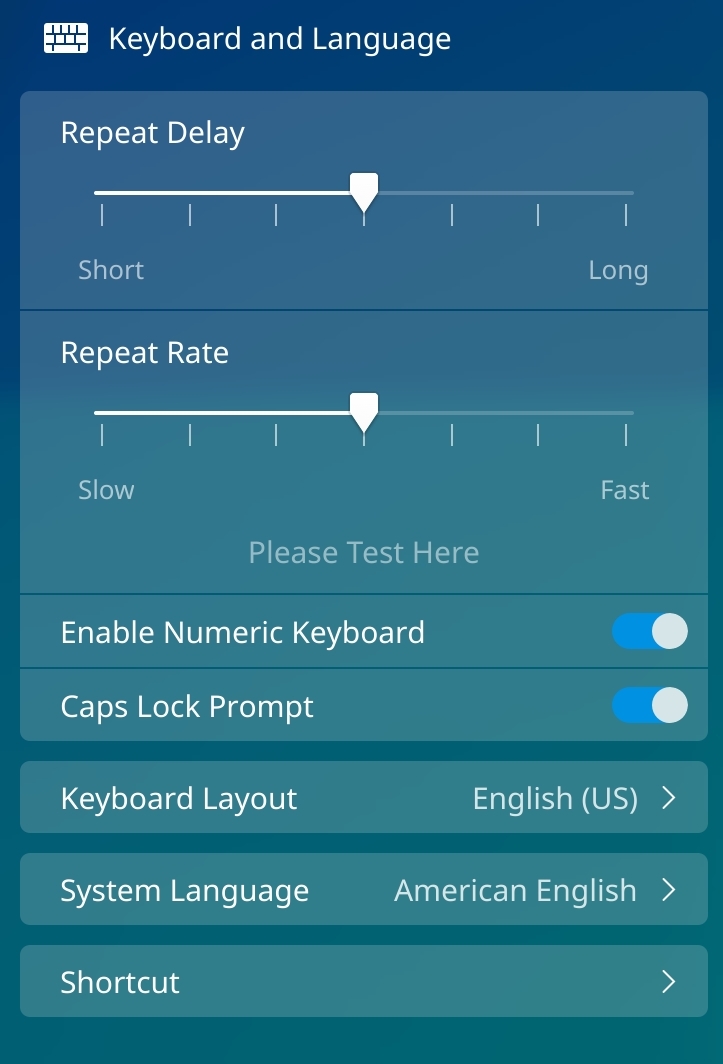 Keyboard and Language
Repeat Delay
Short Long
Repeat Rate
Slow Fast
Please Test Here
Enable Numeric Keyboard
Caps Lock Prompt
Keyboard Layout English (US)
System Language American English
Shortcut